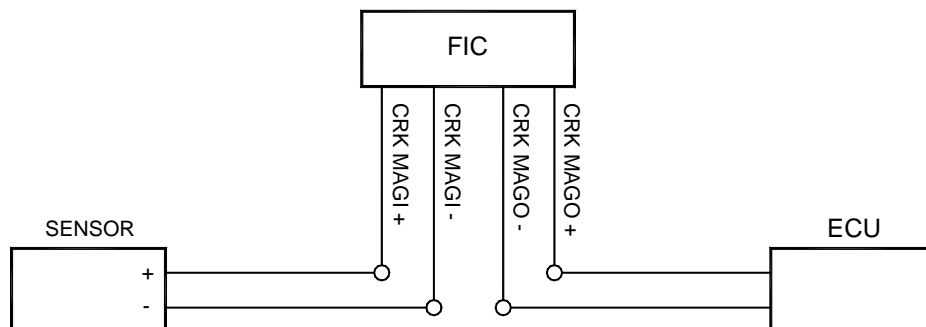 FIC
CRK MAGI +
CRK MAGI -
CRK MAGO -
CRK MAGO +
SENSOR
ECU
+
-